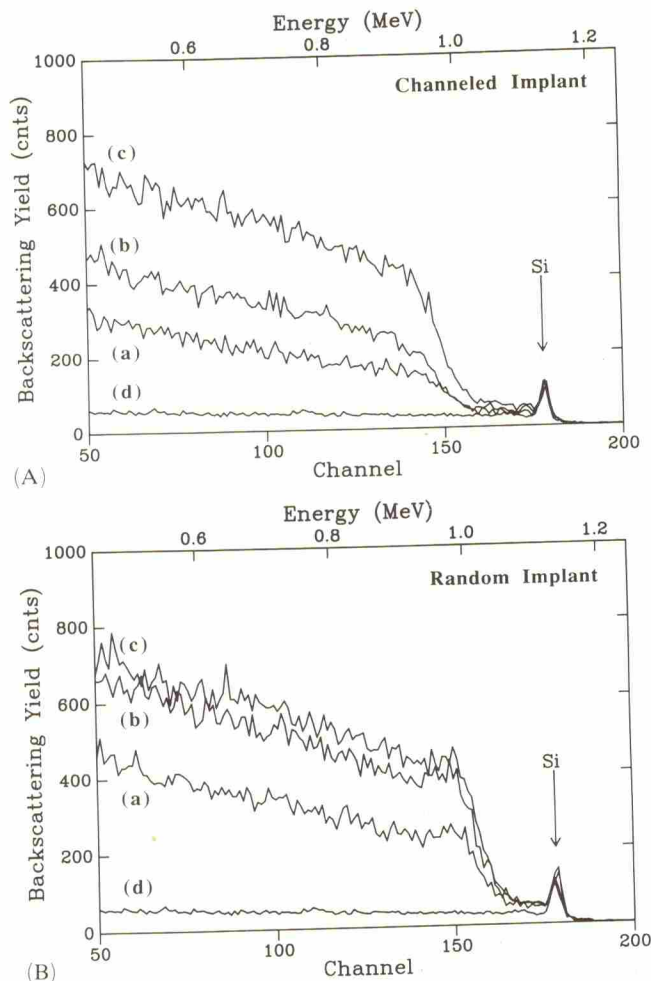 Energy (MeV)
0.6 0.8 1.0 1.2
1000
800
600
400
200
0
Backscattering Yield (cnts)
Channeled Implant
(c)
(b)
(a)
(d)
Si
50 100 150 200
Channel
(A)
Energy (MeV)
0.6 0.8 1.0 1.2
1000
800
600
400
200
0
Backscattering Yield (cnts)
Random Implant
(c)
(b)
(a)
(d)
Si
50 100 150 200
Channel
(B)